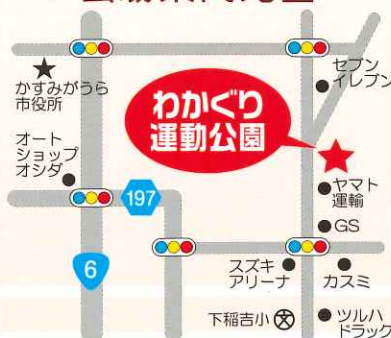 セブン
イレブン
かすみがうら
市役所
わかぐり
運動公園
オート
ショップ
オシダ
ヤマト
運輸
197
GS
6
スズキ
アリーナ
カスミ
下稲吉小
文
ツルハ
ドラッグ